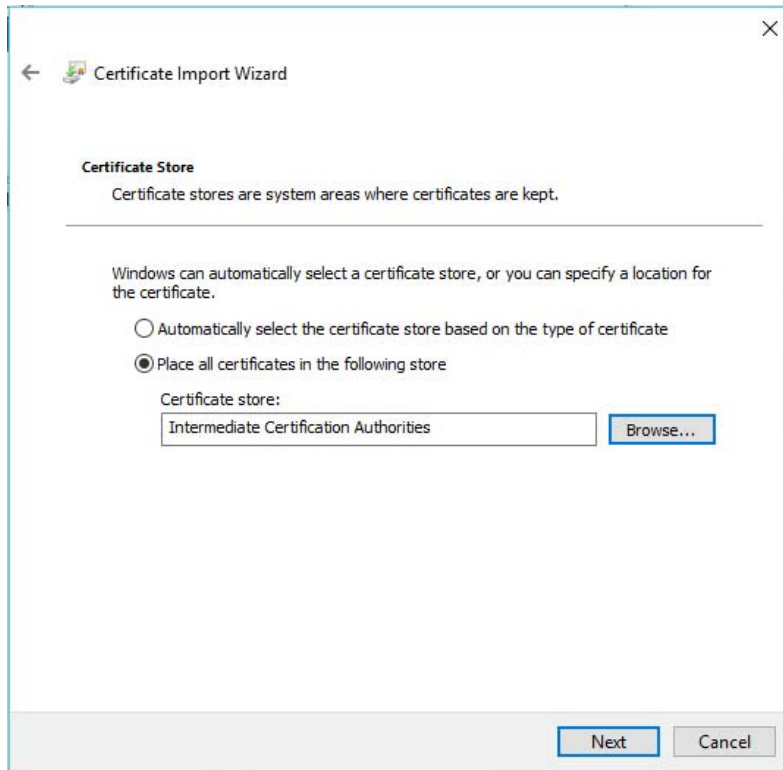 Certificate Import Wizard
Certificate Store
Certificate stores are system areas where certificates are kept.
Windows can automatically select a certificate store, or you can specify a location for
the certificate.
Automatically select the certificate store based on the type of certificate
Place all certificates in the following store
Certificate store:
Intermediate Certification Authorities
Browse...
Next
Cancel